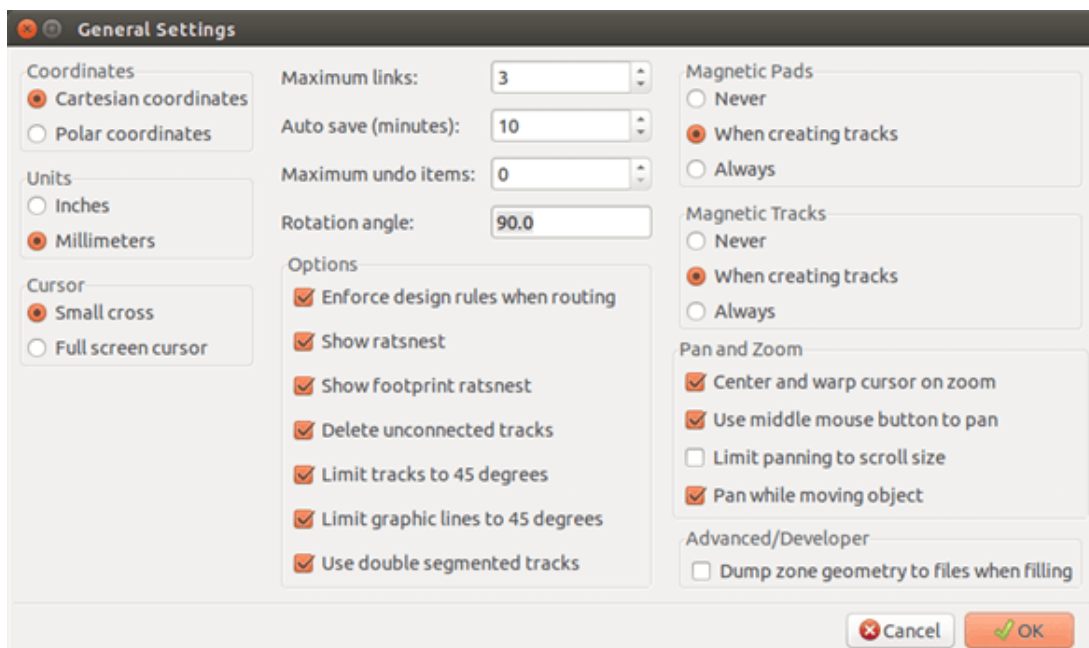 General Settings
Coordinates
Cartesian coordinates
Polar coordinates
Units
Inches
Millimeters
Cursor
Small cross
Full screen cursor
Maximum links: 3
Auto save (minutes): 10
Maximum undo items: 0
Rotation angle: 90.0
Options
Enforce design rules when routing
Show ratsnest
Show footprint ratsnest
Delete unconnected tracks
Limit tracks to 45 degrees
Limit graphic lines to 45 degrees
Use double segmented tracks
Magnetic Pads
Never
When creating tracks
Always
Magnetic Tracks
Never
When creating tracks
Always
Pan and Zoom
Center and warp cursor on zoom
Use middle mouse button to pan
Limit panning to scroll size
Pan while moving object
Advanced/Developer
Dump zone geometry to files when filling
Cancel
OK